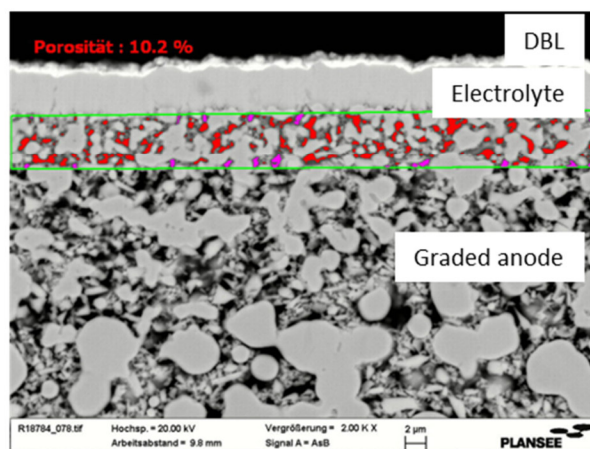 DBL
Porosität : 10.2 %
Electrolyte
Graded anode
R18784_078.tif
Hochsp. = 20.00 kV
Vergrößerung = 2.00 K X
2 µm
Arbeitsabstand = 9.8 mm
Signal A = AsB
PLANSEE